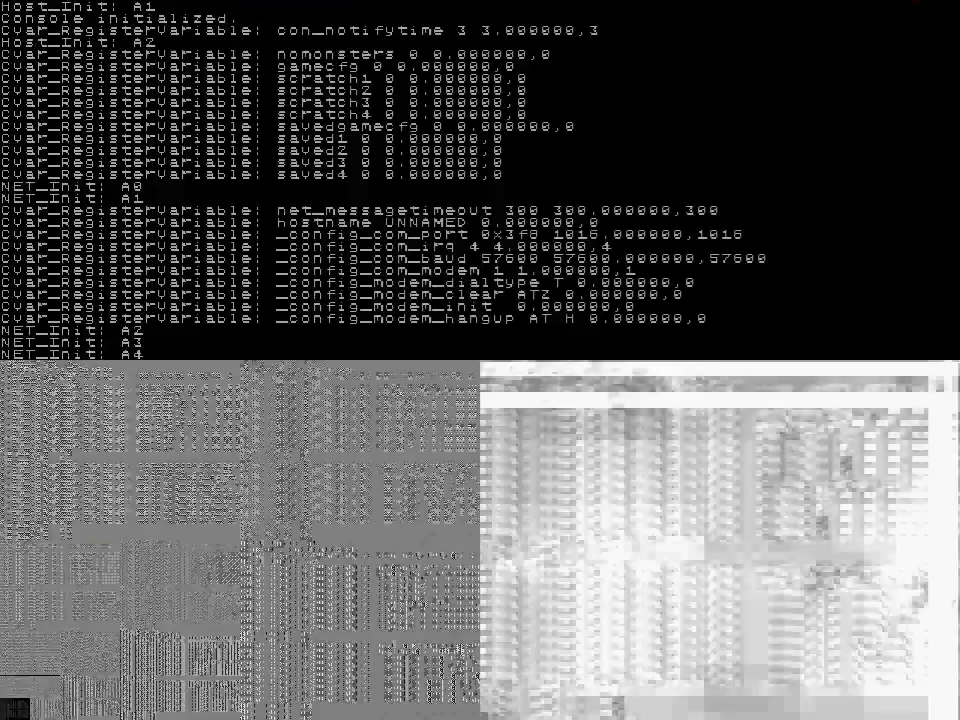 Host_Init: A1
Console initialized.
Cvar_RegisterVariable: con_notifytime 3 3.000000,3
Host_Init: A2
Cvar_RegisterVariable: nomonsters 0 0.000000,0
Cvar_RegisterVariable: gamecfg 0 0.000000,0
Cvar_RegisterVariable: scratch1 0 0.000000,0
Cvar_RegisterVariable: scratch2 0 0.000000,0
Cvar_RegisterVariable: scratch3 0 0.000000,0
Cvar_RegisterVariable: scratch4 0 0.000000,0
Cvar_RegisterVariable: savedgamecfg 0 0.000000,0
Cvar_RegisterVariable: saved1 0 0.000000,0
Cvar_RegisterVariable: saved2 0 0.000000,0
Cvar_RegisterVariable: saved3 0 0.000000,0
Cvar_RegisterVariable: saved4 0 0.000000,0
NET_Init: A0
NET_Init: A1
Cvar_RegisterVariable: net_messagetimeout 300 300.000000,300
Cvar_RegisterVariable: hostname UNNAMED 0.000000,0
Cvar_RegisterVariable: _config_com_port 0x3f8 1016.000000,1016
Cvar_RegisterVariable: _config_com_irq 4 4.000000,4
Cvar_RegisterVariable: _config_com_baud 57600 57600.000000,57600
Cvar_RegisterVariable: _config_com_modem 1 1.000000,1
Cvar_RegisterVariable: _config_modem_dialtype T 0.000000,0
Cvar_RegisterVariable: _config_modem_clear ATZ 0.000000,0
Cvar_RegisterVariable: _config_modem_init  0.000000,0
Cvar_RegisterVariable: _config_modem_hangup AT H 0.000000,0
NET_Init: A2
NET_Init: A3
NET_Init: A4